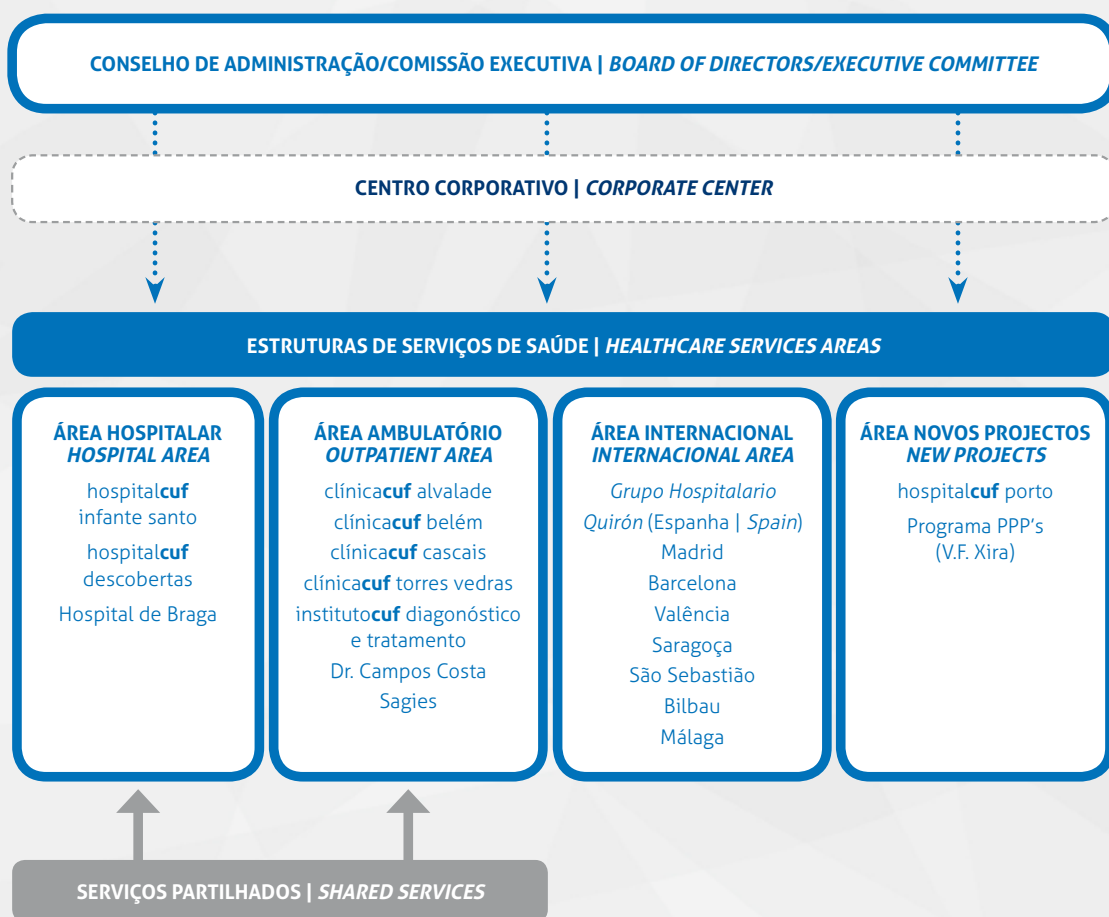 CONSELHO DE ADMINISTRAÇÃO/COMISSÃO EXECUTIVA | BOARD OF DIRECTORS/EXECUTIVE COMMITTEE
CENTRO CORPORATIVO | CORPORATE CENTER
ESTRUTURAS DE SERVIÇOS DE SAÚDE | HEALTHCARE SERVICES AREAS
ÁREA HOSPITALAR
HOSPITAL AREA
hospitalcuf
infante santo
hospitalcuf
descobertas
Hospital de Braga
ÁREA AMBULATÓRIO
OUTPATIENT AREA
clínicacuf alvalade
clínicacuf belém
clínicacuf cascais
clínicacuf torres vedras
institutocuf diagonóstico
e tratamento
Dr. Campos Costa
Sagies
ÁREA INTERNACIONAL
INTERNACIONAL AREA
Grupo Hospitalario
Quirón (Espanha | Spain)
Madrid
Barcelona
Valência
Saragoça
São Sebastião
Bilbau
Málaga
ÁREA NOVOS PROJECTOS
NEW PROJECTS
hospitalcuf porto
Programa PPP's
(V.F. Xira)
SERVIÇOS PARTILHADOS | SHARED SERVICES